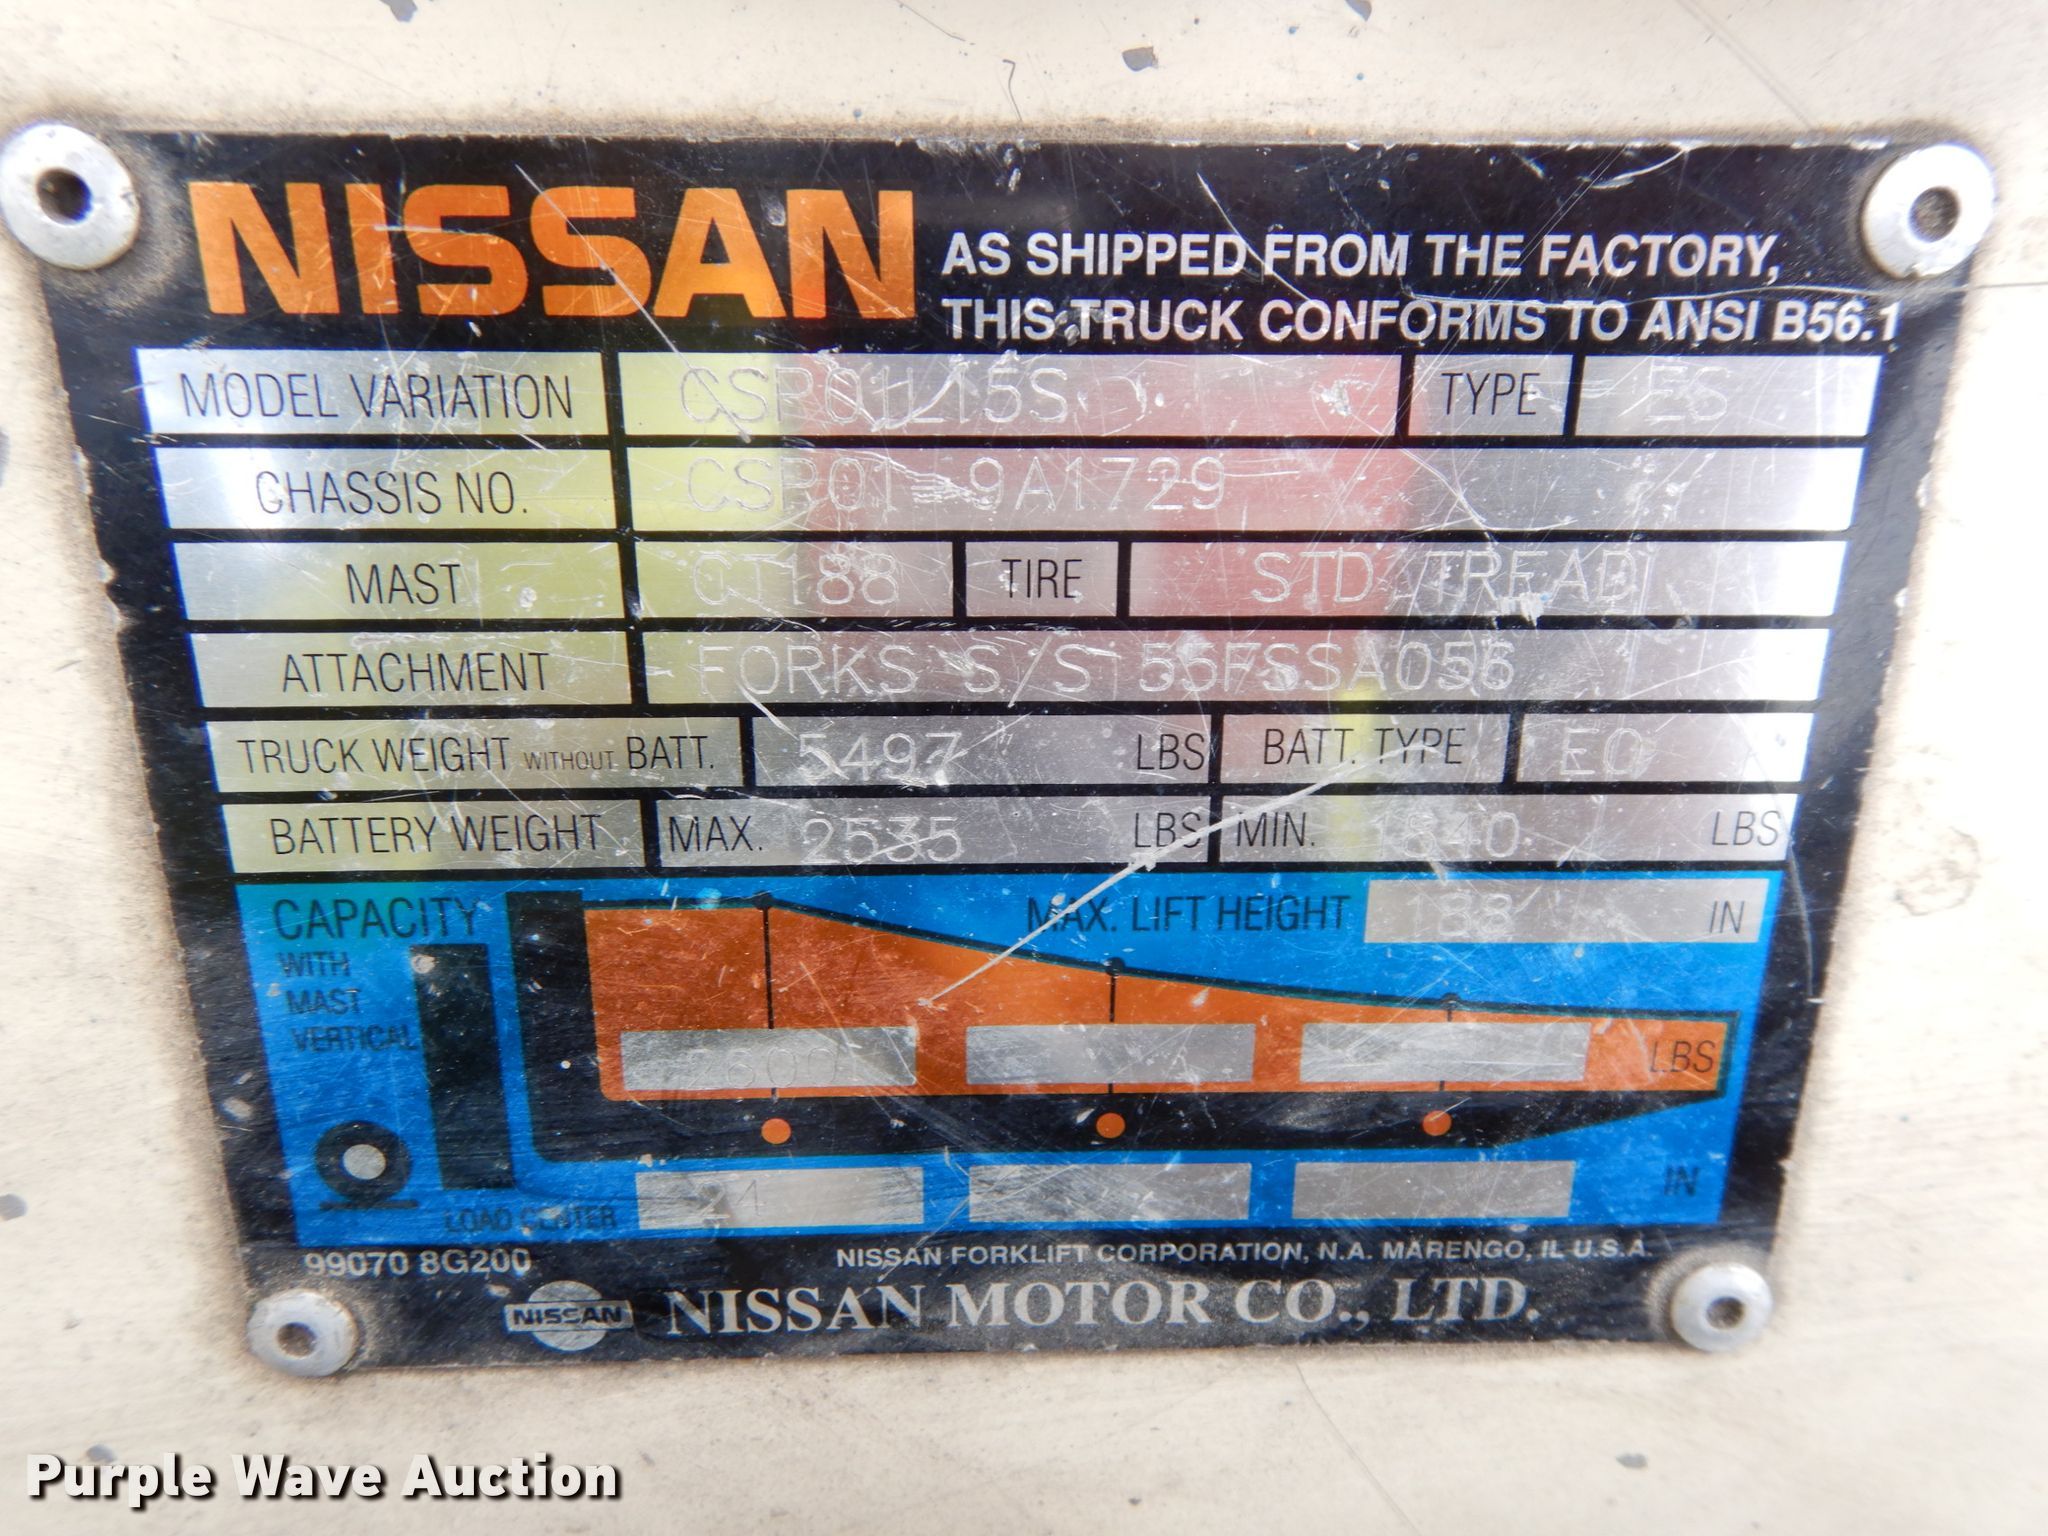 NISSAN
AS SHIPPED FROM THE FACTORY,
THIS TRUCK CONFORMS TO ANSI B56.1
MODEL VARIATION CSP01L15S TYPE ES
CHASSIS NO. CSP01-9A1729
MAST CT188 TIRE STD TREAD
ATTACHMENT FORKS S/S 55FSSA056
TRUCK WEIGHT WITHOUT BATT. 5497 LBS BATT. TYPE EO
BATTERY WEIGHT MAX. 2535 LBS MIN. 1840 LBS
CAPACITY MAX. LIFT HEIGHT 188 IN
WITH
MAST
VERTICAL
2600 LBS
LOAD CENTER 24 IN
99070 8G200 NISSAN FORKLIFT CORPORATION, N.A. MARENGO, IL U.S.A.
NISSAN NISSAN MOTOR CO., LTD.
Purple Wave Auction